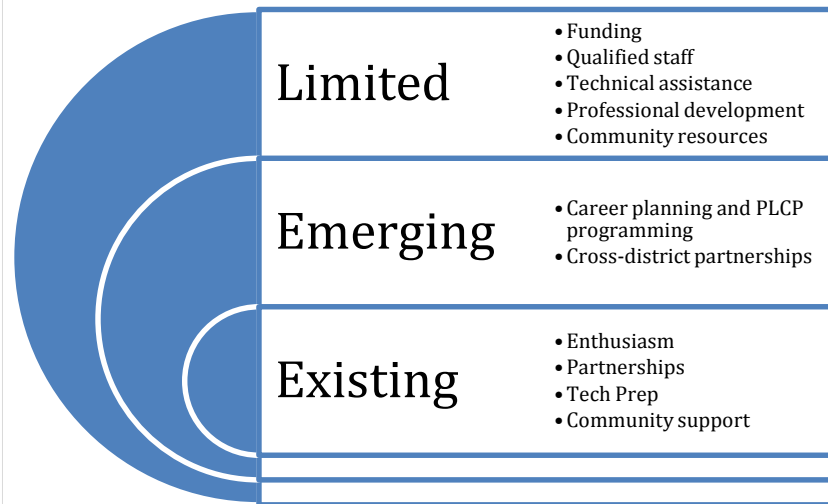 Limited
• Funding
• Qualified staff
• Technical assistance
• Professional development
• Community resources
Emerging
• Career planning and PLCP
programming
• Cross-district partnerships
Existing
• Enthusiasm
• Partnerships
• Tech Prep
• Community support